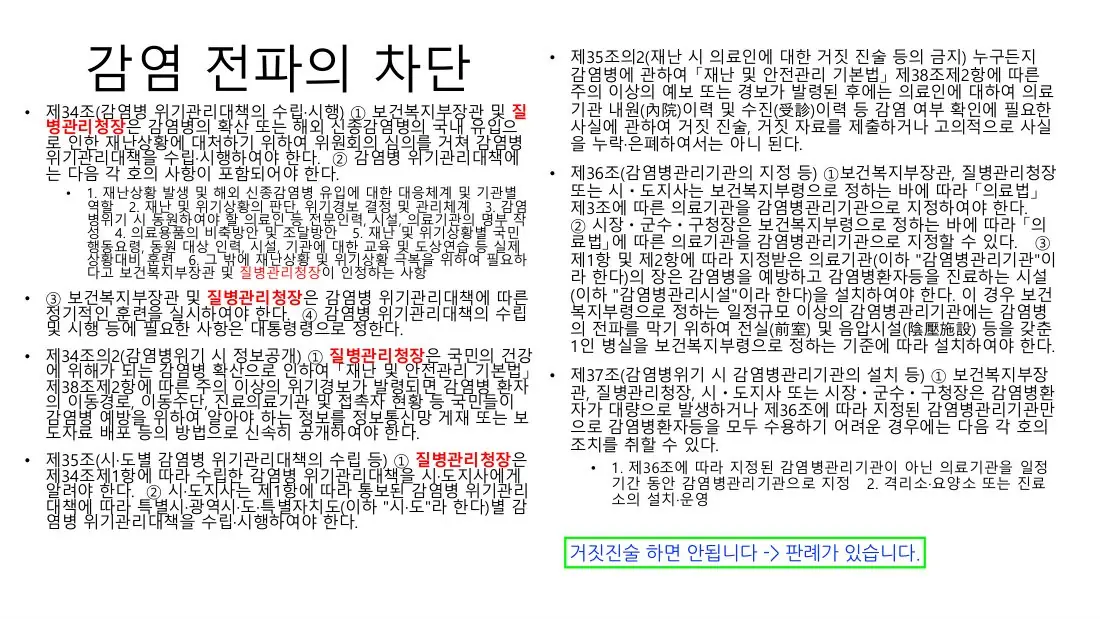 감염 전파의 차단
• 제34조(감염병 위기관리대책의 수립·시행) ① 보건복지부장관 및 질
병관리청장은 감염병의 확산 또는 해외 신종감염병의 국내 유입으
로 인한 재난상황에 대처하기 위하여 위원회의 심의를 거쳐 감염병
위기관리대책을 수립·시행하여야 한다. ② 감염병 위기관리대책에
는 다음 각 호의 사항이 포함되어야 한다.
• 1. 재난상황 발생 및 해외 신종감염병 유입에 대한 대응체계 및 기관별
역할 2. 재난 및 위기상황의 판단, 위기경보 결정 및 관리체계 3. 감염
병위기 시 동원하여야 할 의료인 등 전문인력, 시설, 의료기관의 명부 작
성 4. 의료용품의 비축방안 및 조달방안 5. 재난 및 위기상황별 국민
행동요령, 동원 대상 인력, 시설, 기관에 대한 교육 및 도상연습 등 실제
상황대비 훈련 6. 그 밖에 재난상황 및 위기상황 극복을 위하여 필요하
다고 보건복지부장관 및 질병관리청장이 인정하는 사항
• ③ 보건복지부장관 및 질병관리청장은 감염병 위기관리대책에 따른
정기적인 훈련을 실시하여야 한다. ④ 감염병 위기관리대책의 수립
및 시행 등에 필요한 사항은 대통령령으로 정한다.
• 제34조의2(감염병위기 시 정보공개) ① 질병관리청장은 국민의 건강
에 위해가 되는 감염병 확산으로 인하여 「재난 및 안전관리 기본법」
제38조제2항에 따른 주의 이상의 위기경보가 발령되면 감염병 환자
의 이동경로, 이동수단, 진료의료기관 및 접촉자 현황 등 국민들이
감염병 예방을 위하여 알아야 하는 정보를 정보통신망 게재 또는 보
도자료 배포 등의 방법으로 신속히 공개하여야 한다.
• 제35조(시·도별 감염병 위기관리대책의 수립 등) ① 질병관리청장은
제34조제1항에 따라 수립한 감염병 위기관리대책을 시·도지사에게
알려야 한다. ② 시·도지사는 제1항에 따라 통보된 감염병 위기관리
대책에 따라 특별시·광역시·도·특별자치도(이하 "시·도"라 한다)별 감
염병 위기관리대책을 수립·시행하여야 한다.
• 제35조의2(재난 시 의료인에 대한 거짓 진술 등의 금지) 누구든지
감염병에 관하여 「재난 및 안전관리 기본법」 제38조제2항에 따른
주의 이상의 예보 또는 경보가 발령된 후에는 의료인에 대하여 의료
기관 내원(內院)이력 및 수진(受診)이력 등 감염 여부 확인에 필요한
사실에 관하여 거짓 진술, 거짓 자료를 제출하거나 고의적으로 사실
을 누락·은폐하여서는 아니 된다.
• 제36조(감염병관리기관의 지정 등) ①보건복지부장관, 질병관리청장
또는 시・도지사는 보건복지부령으로 정하는 바에 따라 「의료법」
제3조에 따른 의료기관을 감염병관리기관으로 지정하여야 한다.
② 시장・군수・구청장은 보건복지부령으로 정하는 바에 따라 「의
료법」에 따른 의료기관을 감염병관리기관으로 지정할 수 있다. ③
제1항 및 제2항에 따라 지정받은 의료기관(이하 "감염병관리기관"이
라 한다)의 장은 감염병을 예방하고 감염병환자등을 진료하는 시설
(이하 "감염병관리시설"이라 한다)을 설치하여야 한다. 이 경우 보건
복지부령으로 정하는 일정규모 이상의 감염병관리기관에는 감염병
의 전파를 막기 위하여 전실(前室) 및 음압시설(陰壓施設) 등을 갖춘
1인 병실을 보건복지부령으로 정하는 기준에 따라 설치하여야 한다.
• 제37조(감염병위기 시 감염병관리기관의 설치 등) ① 보건복지부장
관, 질병관리청장, 시・도지사 또는 시장・군수・구청장은 감염병환
자가 대량으로 발생하거나 제36조에 따라 지정된 감염병관리기관만
으로 감염병환자등을 모두 수용하기 어려운 경우에는 다음 각 호의
조치를 취할 수 있다.
• 1. 제36조에 따라 지정된 감염병관리기관이 아닌 의료기관을 일정
기간 동안 감염병관리기관으로 지정 2. 격리소·요양소 또는 진료
소의 설치·운영
거짓진술 하면 안됩니다 -> 판례가 있습니다.